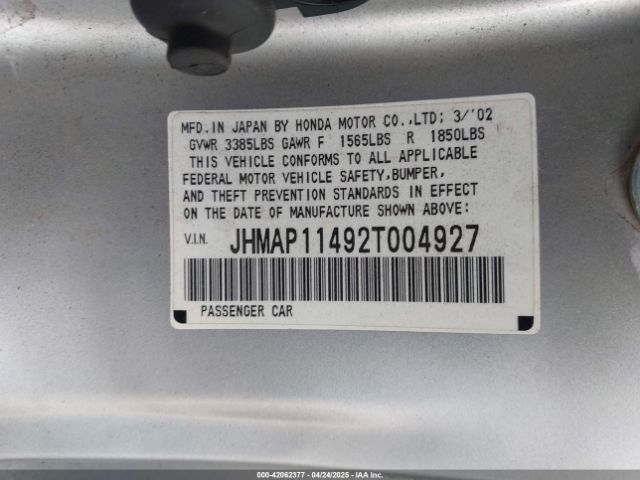 MFD.IN JAPAN BY HONDA MOTOR CO.,LTD; 3/'02
GVWR 3385LBS GAWR F 1565LBS R 1850LBS
THIS VEHICLE CONFORMS TO ALL APPLICABLE
FEDERAL MOTOR VEHICLE SAFETY,BUMPER,
AND THEFT PREVENTION STANDARDS IN EFFECT
ON THE DATE OF MANUFACTURE SHOWN ABOVE:
V.I.N. JHMAP11492T004927
PASSENGER CAR
000-42062377 - 04/24/2025 - IAAI.COM